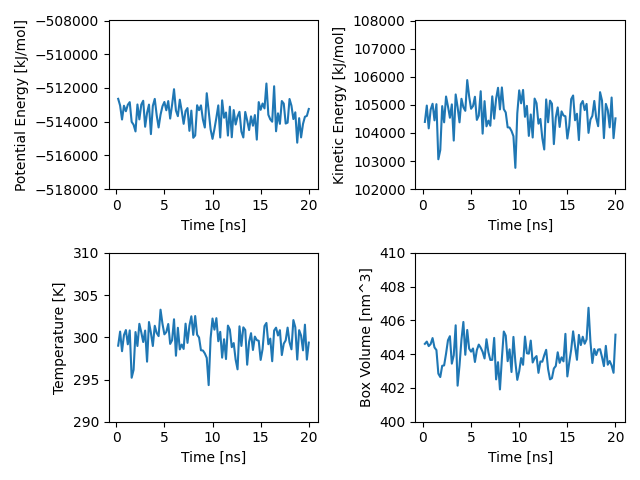 Potential Energy [kJ/mol]
−508000
−510000
−512000
−514000
−516000
−518000
0 5 10 15 20
Time [ns]
Kinetic Energy [kJ/mol]
108000
107000
106000
105000
104000
103000
102000
0 5 10 15 20
Time [ns]
Temperature [K]
310
305
300
295
290
0 5 10 15 20
Time [ns]
Box Volume [nm^3]
410
408
406
404
402
400
0 5 10 15 20
Time [ns]